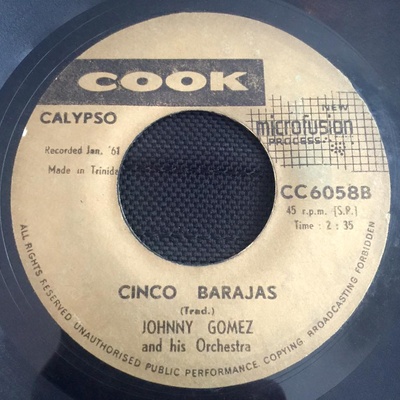 COOK
CALYPSO
NEW
microfusion
PROCESS
Recorded Jan. '61
Made in Trinidad
CC6058B
45 r.p.m. (S.P.)
Time : 2 : 35
CINCO BARAJAS
(Trad.)
JOHNNY GOMEZ
and his Orchestra
ALL RIGHTS RESERVED UNAUTHORISED PUBLIC PERFORMANCE COPYING BROADCASTING FORBIDDEN